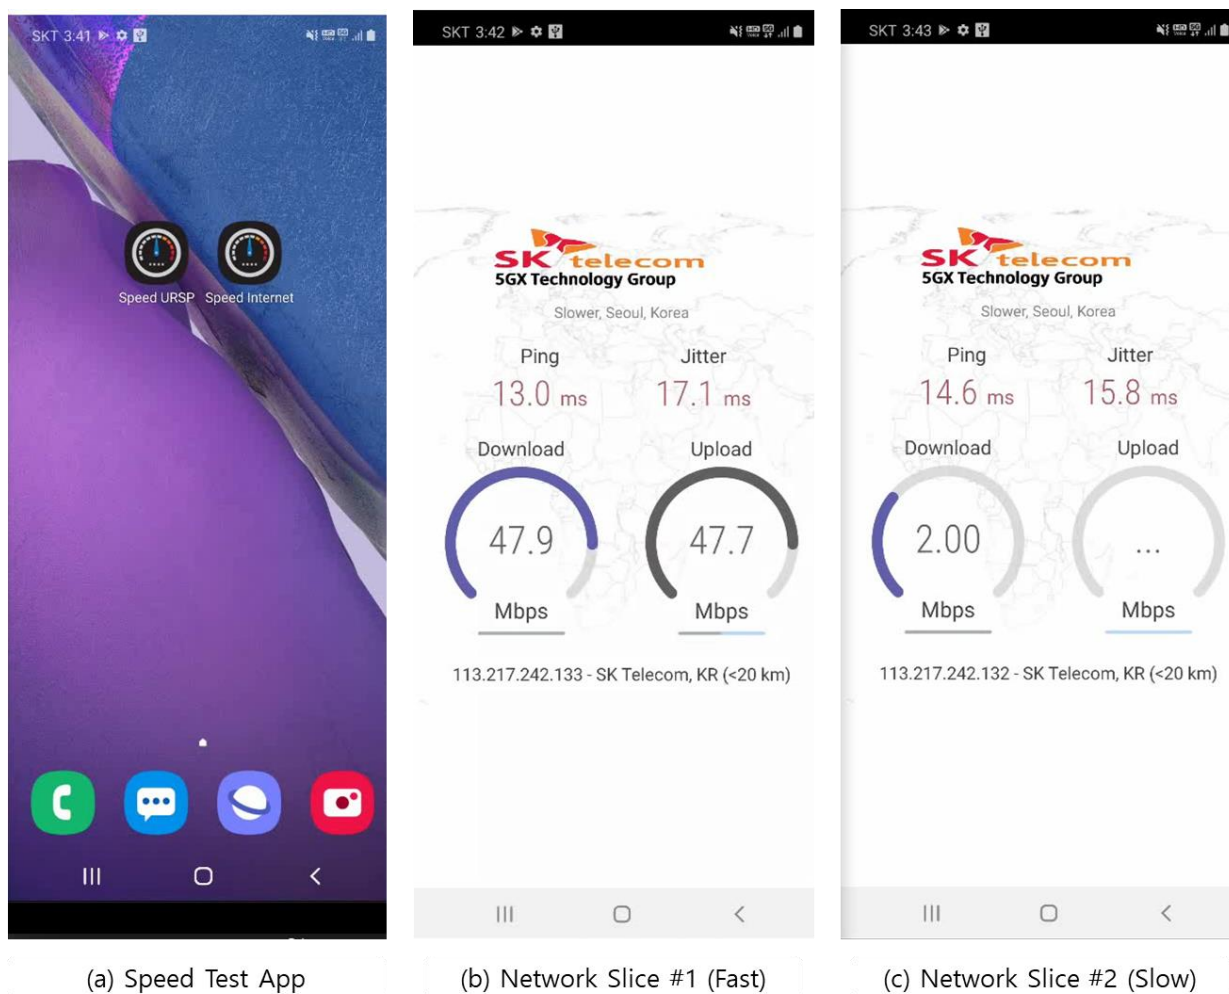 SKT 3:41
Speed URSP Speed Internet
(a) Speed Test App
SKT 3:42
SK telecom
5GX Technology Group
Slower, Seoul, Korea
Ping Jitter
13.0 ms 17.1 ms
Download Upload
47.9 47.7
Mbps Mbps
113.217.242.133 - SK Telecom, KR (<20 km)
(b) Network Slice #1 (Fast)
SKT 3:43
SK telecom
5GX Technology Group
Slower, Seoul, Korea
Ping Jitter
14.6 ms 15.8 ms
Download Upload
2.00 ...
Mbps Mbps
113.217.242.132 - SK Telecom, KR (<20 km)
(c) Network Slice #2 (Slow)